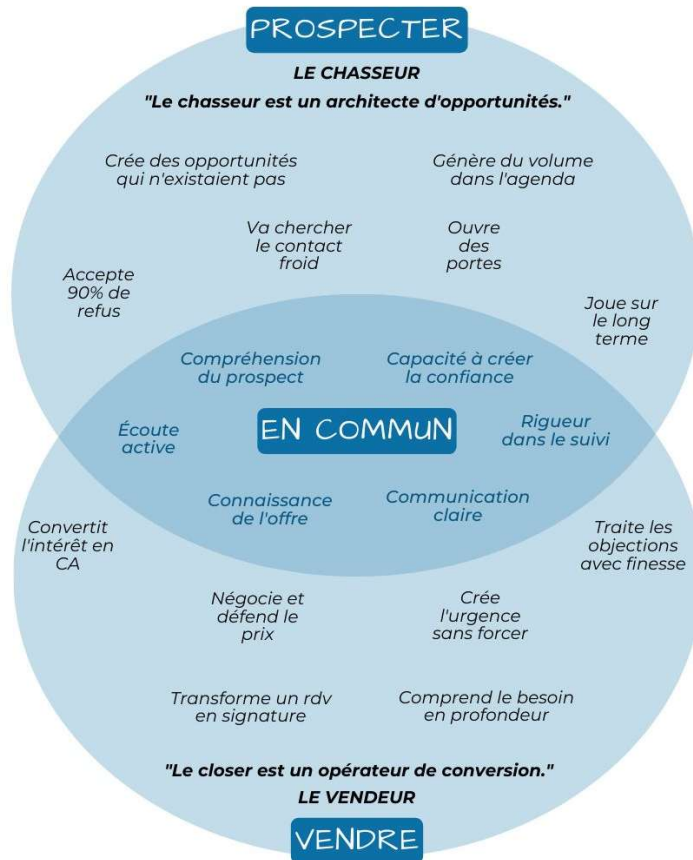 PROSPECTER
LE CHASSEUR
"Le chasseur est un architecte d'opportunités."
Crée des opportunités
qui n'existaient pas
Génère du volume
dans l'agenda
Va chercher
le contact
froid
Ouvre
des
portes
Accepte
90% de
refus
Joue sur
le long
terme
Compréhension
du prospect
Capacité à créer
la confiance
Écoute
active
EN COMMUN
Rigueur
dans le suivi
Connaissance
de l'offre
Communication
claire
Convertit
l'intérêt en
CA
Traite les
objections
avec finesse
Négocie et
défend le
prix
Crée
l'urgence
sans forcer
Transforme un rdv
en signature
Comprend le besoin
en profondeur
"Le closer est un opérateur de conversion."
LE VENDEUR
VENDRE